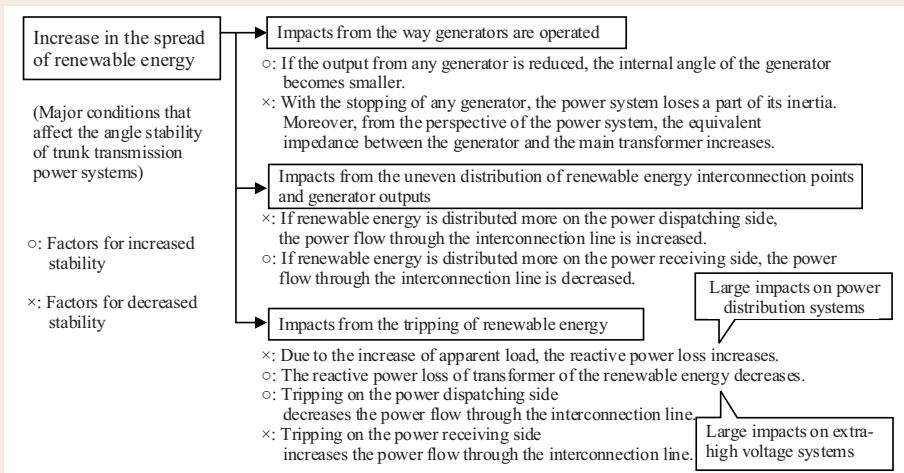 Increase in the spread
of renewable energy
(Major conditions that
affect the angle stability
of trunk transmission
power systems)
○: Factors for increased
stability
×: Factors for decreased
stability
Impacts from the way generators are operated
○: If the output from any generator is reduced, the internal angle of the generator
becomes smaller.
×: With the stopping of any generator, the power system loses a part of its inertia.
Moreover, from the perspective of the power system, the equivalent
impedance between the generator and the main transformer increases.
Impacts from the uneven distribution of renewable energy interconnection points
and generator outputs
×: If renewable energy is distributed more on the power dispatching side,
the power flow through the interconnection line is increased.
○: If renewable energy is distributed more on the power receiving side, the power
flow through the interconnection line is decreased.
Impacts from the tripping of renewable energy
Large impacts on power
distribution systems
×: Due to the increase of apparent load, the reactive power loss increases.
○: The reactive power loss of transformer of the renewable energy decreases.
○: Tripping on the power dispatching side
decreases the power flow through the interconnection line.
×: Tripping on the power receiving side
increases the power flow through the interconnection line.
Large impacts on extra-
high voltage systems